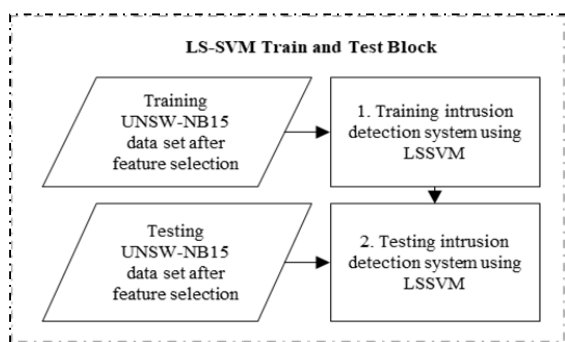 LS-SVM Train and Test Block
Training
UNSW-NB15
data set after
feature selection
1. Training intrusion
detection system using
LSSVM
Testing
UNSW-NB15
data set after
feature selection
2. Testing intrusion
detection system using
LSSVM